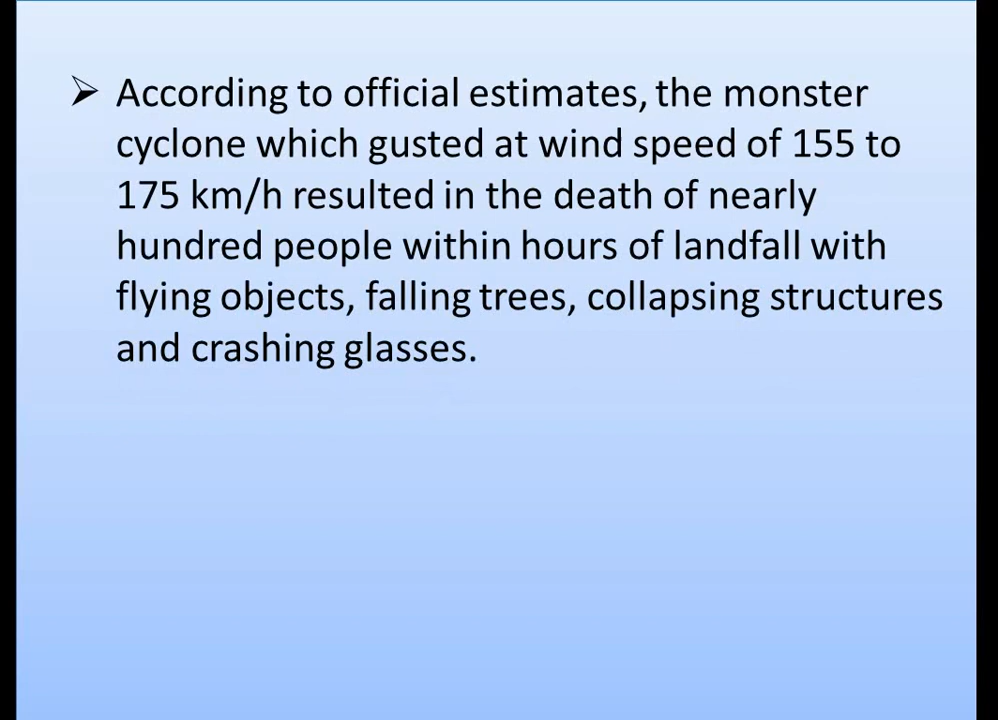 ➢ According to official estimates, the monster
cyclone which gusted at wind speed of 155 to
175 km/h resulted in the death of nearly
hundred people within hours of landfall with
flying objects, falling trees, collapsing structures
and crashing glasses.